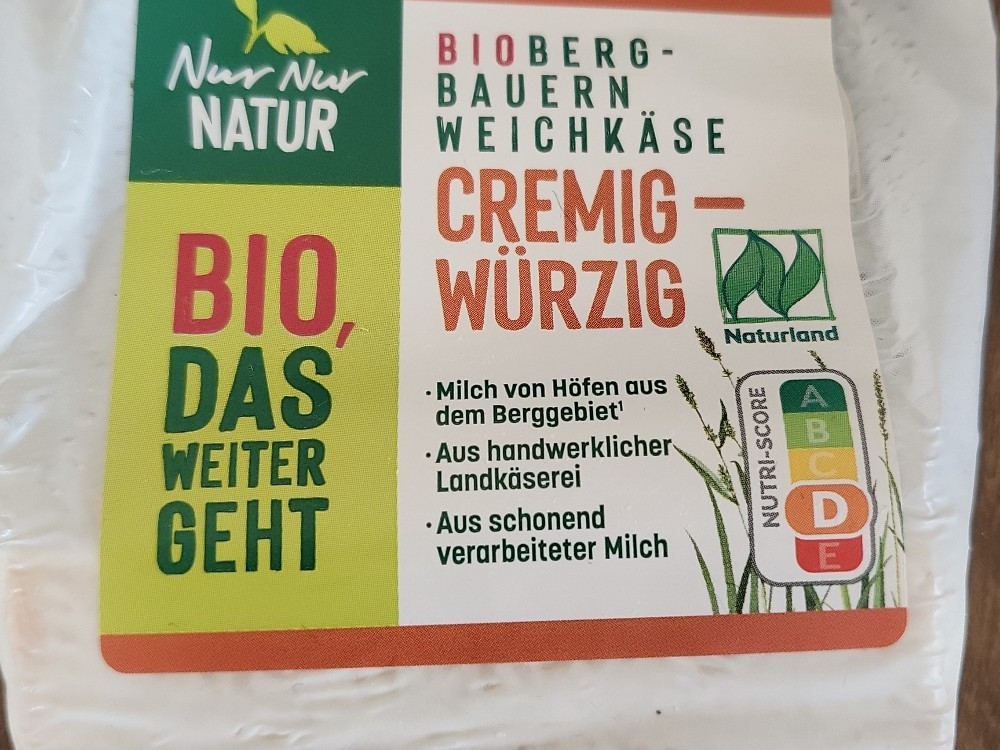 Nur Nur
NATUR
BIO,
DAS
WEITER
GEHT
BIOBERG-
BAUERN
WEICHKÄSE
CREMIG –
WÜRZIG
Naturland
· Milch von Höfen aus
dem Berggebiet¹
· Aus handwerklicher
Landkäserei
· Aus schonend
verarbeiteter Milch
NUTRI-SCORE
A
B
C
D
E